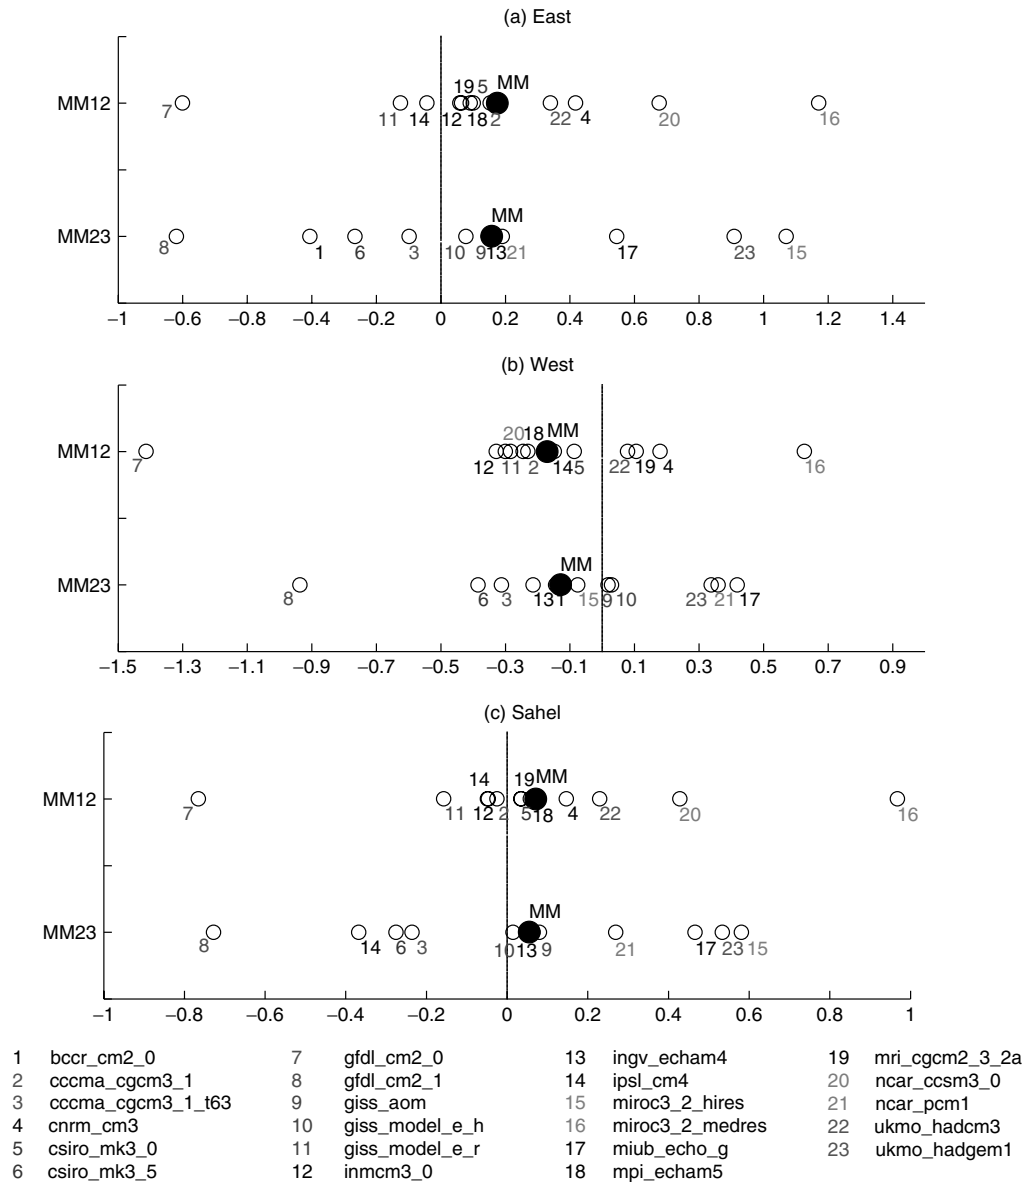 (a) East
19 5 MM
MM12
7 11 14 12 18 2 22 4 20 16
MM
MM23
8 1 6 3 10 9 13 21 17 23 15
−1 −0.6 −0.6 −0.4 −0.2 0 0.2 0.4 0.6 0.8 1 1.2 1.4
(b) West
20 18 MM
MM12
7 12 11 2 14 5 22 19 4 16
MM
MM23
8 6 3 13 1 15 9 10 23 21 17
−1.5 −1.3 −1.1 −0.9 −0.7 −0.5 −0.3 −0.1 0.1 0.3 0.5 0.7 0.9
(c) Sahel
14 19 MM
MM12
7 11 12 2 5 18 4 22 20 16
MM
MM23
8 14 6 3 10 13 9 21 17 23 15
−1 −0.8 −0.6 −0.4 −0.2 0 0.2 0.4 0.6 0.8 1
1 bccr_cm2_0 7 gfdl_cm2_0 13 ingv_echam4 19 mri_cgcm2_3_2a
2 cccma_cgcm3_1 8 gfdl_cm2_1 14 ipsl_cm4 20 ncar_ccsm3_0
3 cccma_cgcm3_1_t63 9 giss_aom 15 miroc3_2_hires 21 ncar_pcm1
4 cnrm_cm3 10 giss_model_e_h 16 miroc3_2_medres 22 ukmo_hadcm3
5 csiro_mk3_0 11 giss_model_e_r 17 miub_echo_g 23 ukmo_hadgem1
6 csiro_mk3_5 12 inmcm3_0 18 mpi_echam5